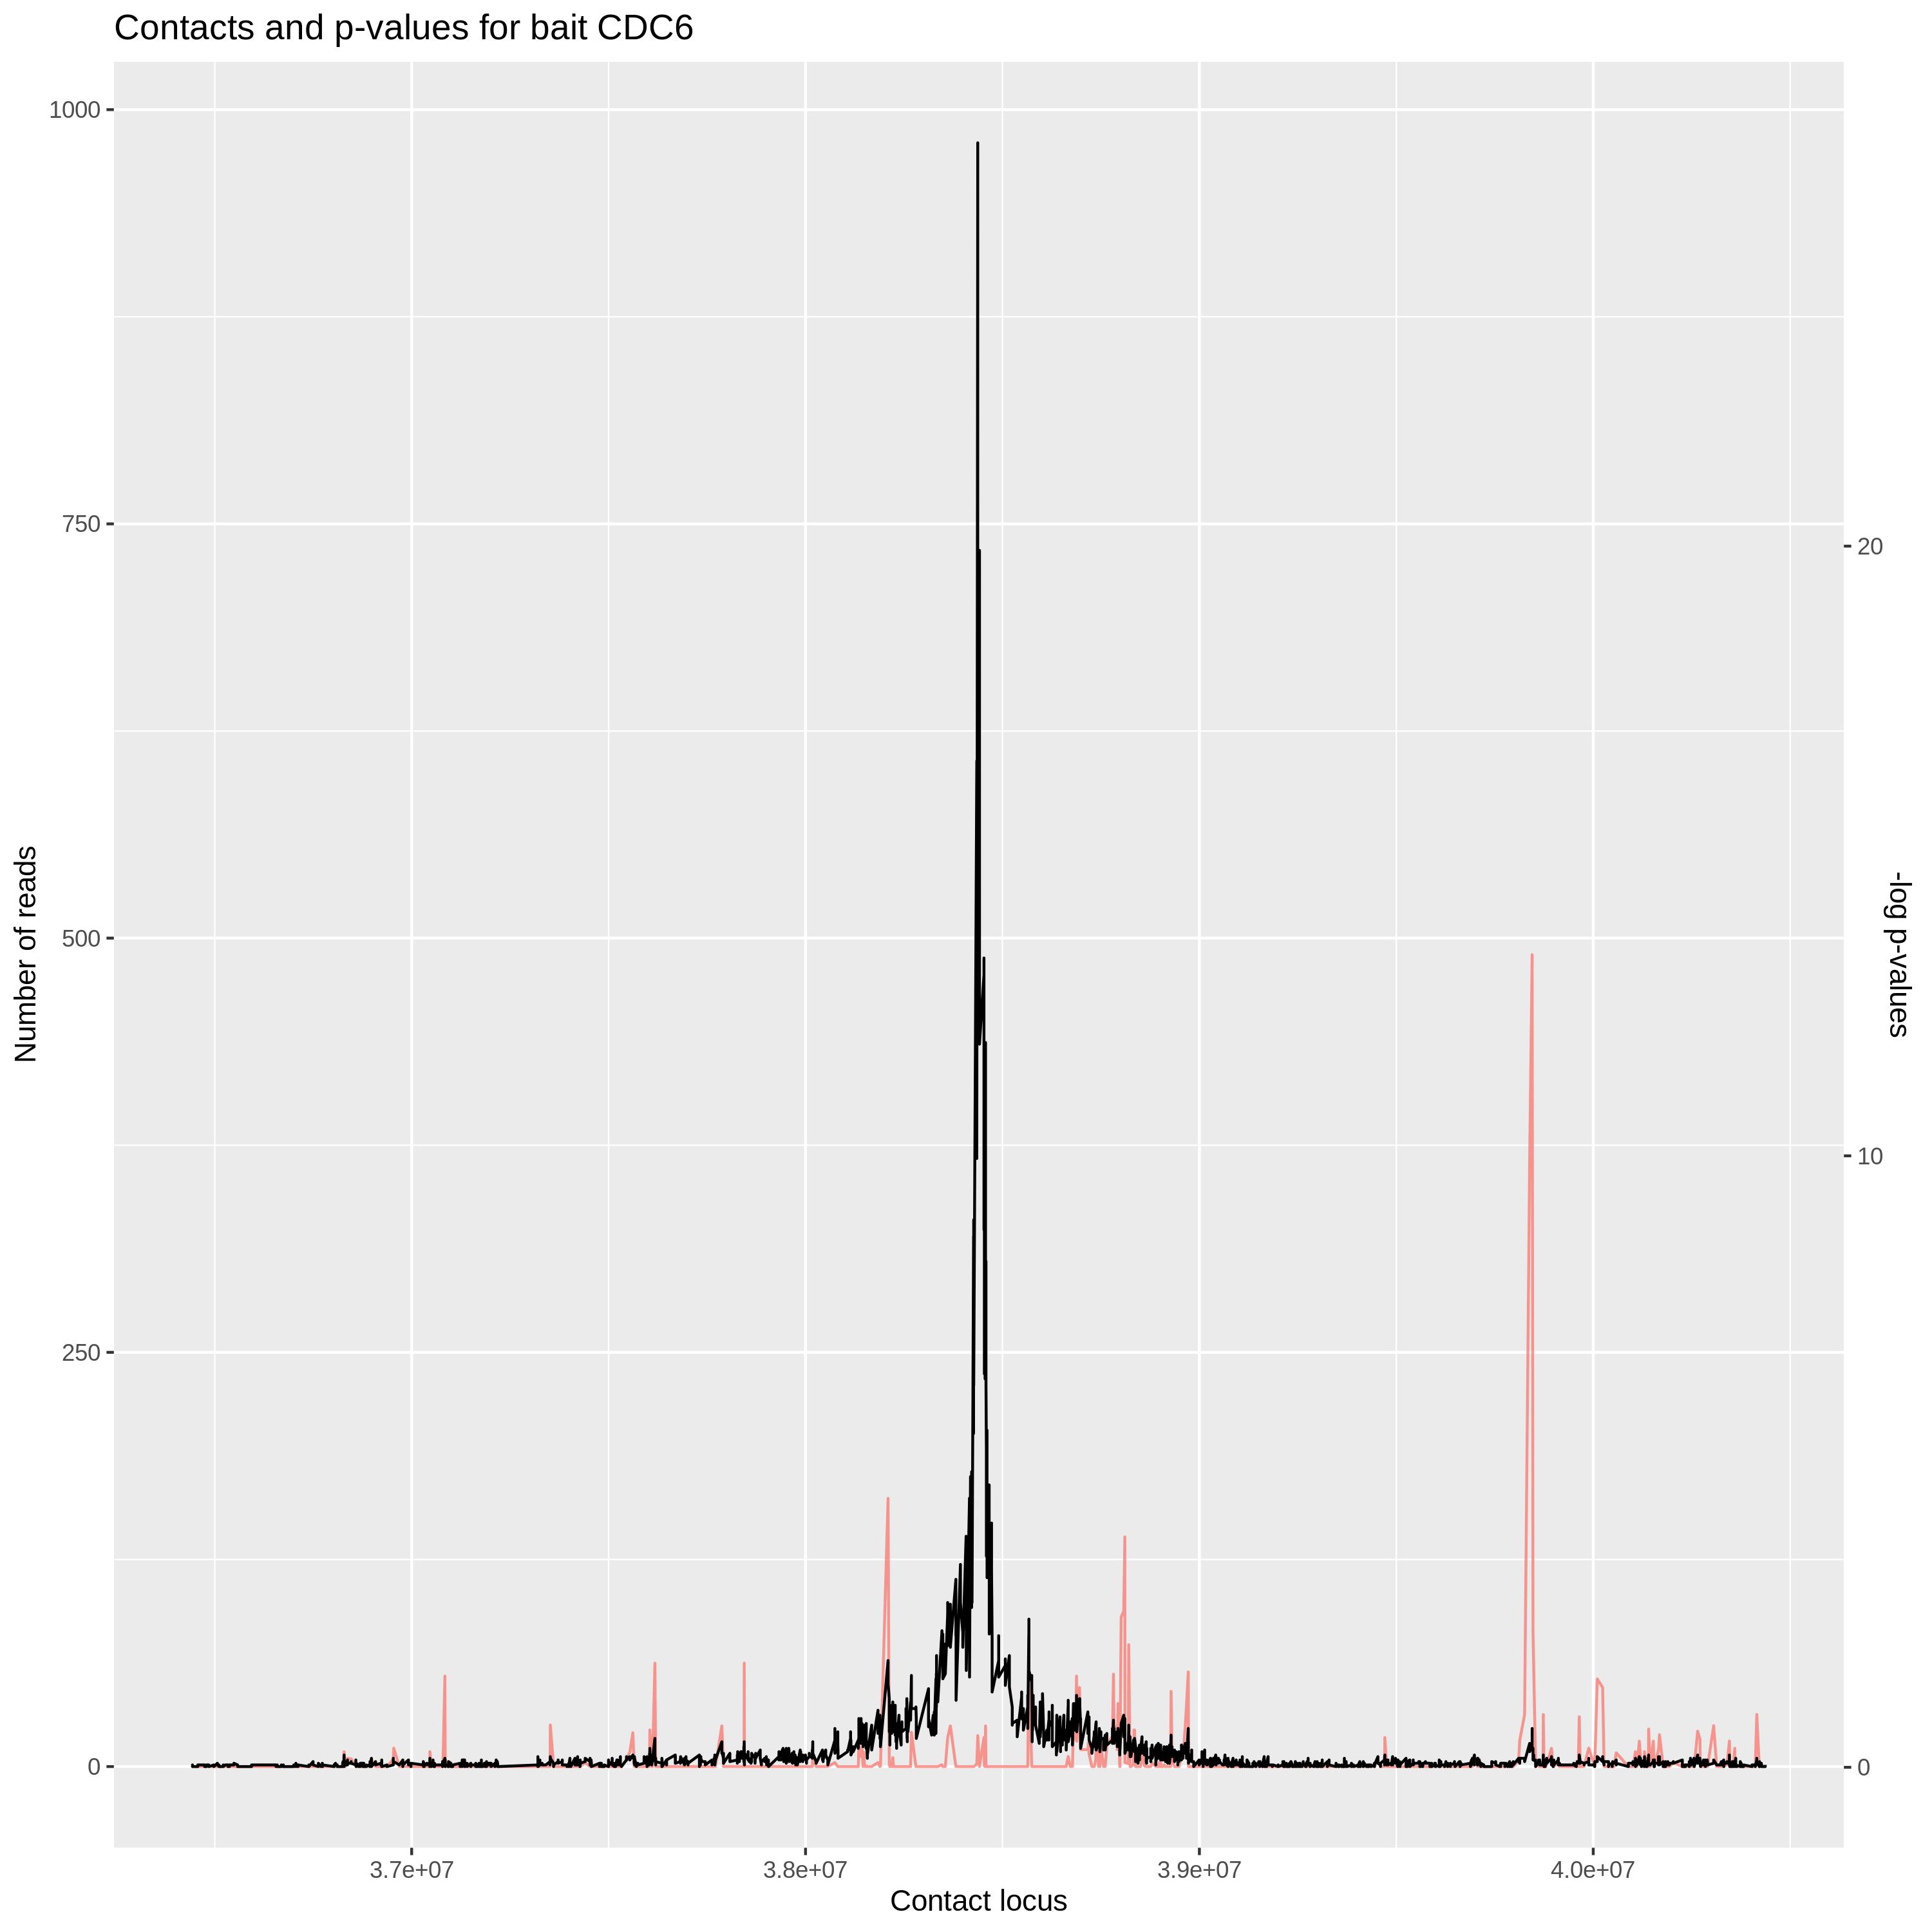 Contacts and p-values for bait CDC6
1000
750
500
250
0
Number of reads
20
10
0
-log p-values
3.7e+07
3.8e+07
3.9e+07
4.0e+07
Contact locus